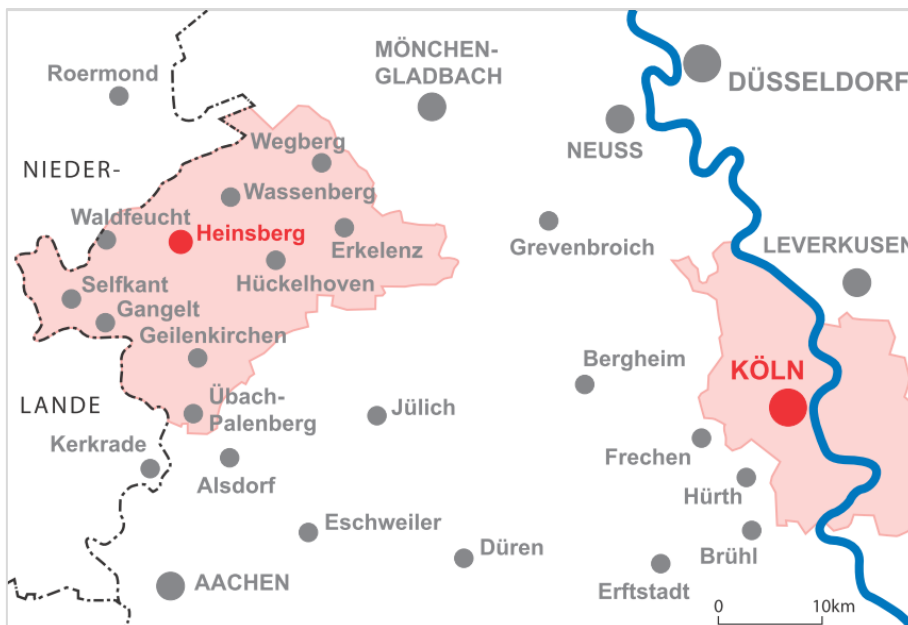 MÖNCHEN-
GLADBACH
Roermond
DÜSSELDORF
Wegberg
NEUSS
NIEDER-
Wassenberg
Waldfeucht
Heinsberg
Erkelenz
Grevenbroich
LEVERKUSEN
Hückelhoven
Selfkant
Gangelt
Geilenkirchen
Bergheim
KÖLN
LANDE
Übach-
Palenberg
Jülich
Kerkrade
Frechen
Alsdorf
Hürth
Eschweiler
Düren
Brühl
AACHEN
Erftstadt
0 10km